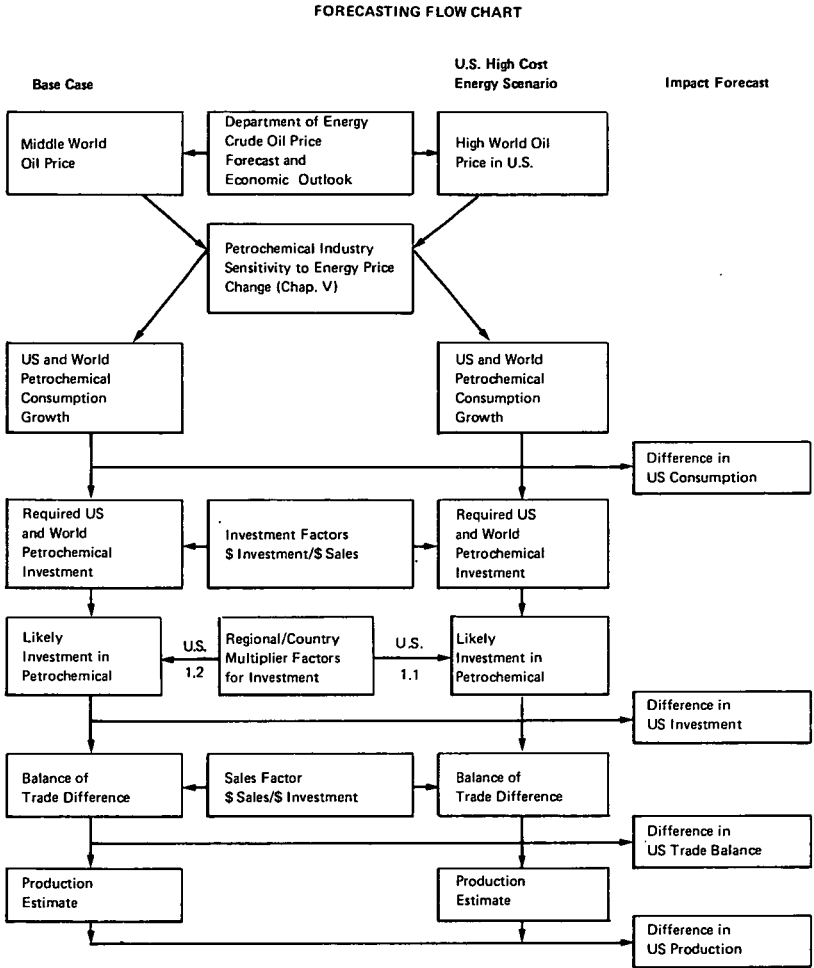 FORECASTING FLOW CHART
Base Case
U.S. High Cost
Energy Scenario
Impact Forecast
Middle World
Oil Price
Department of Energy
Crude Oil Price
Forecast and
Economic Outlook
High World Oil
Price in U.S.
Petrochemical Industry
Sensitivity to Energy Price
Change (Chap. V)
US and World
Petrochemical
Consumption
Growth
US and World
Petrochemical
Consumption
Growth
Difference in
US Consumption
Required US
and World
Petrochemical
Investment
Investment Factors
$ Investment/$ Sales
Required US
and World
Petrochemical
Investment
Likely
Investment in
Petrochemical
U.S.
1.2
Regional/Country
Multiplier Factors
for Investment
U.S.
1.1
Likely
Investment in
Petrochemical
Difference in
US Investment
Balance of
Trade Difference
Sales Factor
$ Sales/$ Investment
Balance of
Trade Difference
Difference in
US Trade Balance
Production
Estimate
Production
Estimate
Difference in
US Production